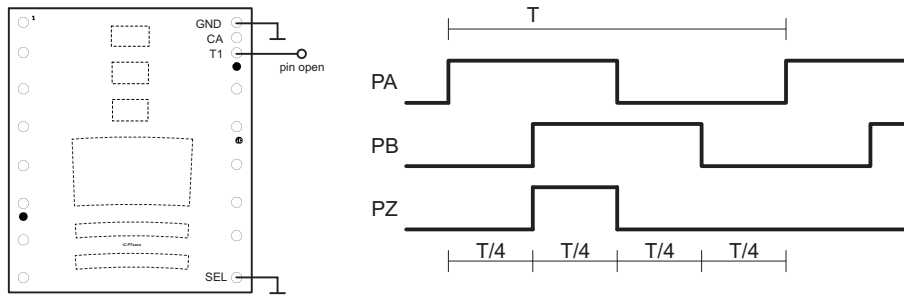 1
GND
CA
T1
pin open
SEL
T
PA
PB
PZ
T/4 T/4 T/4 T/4